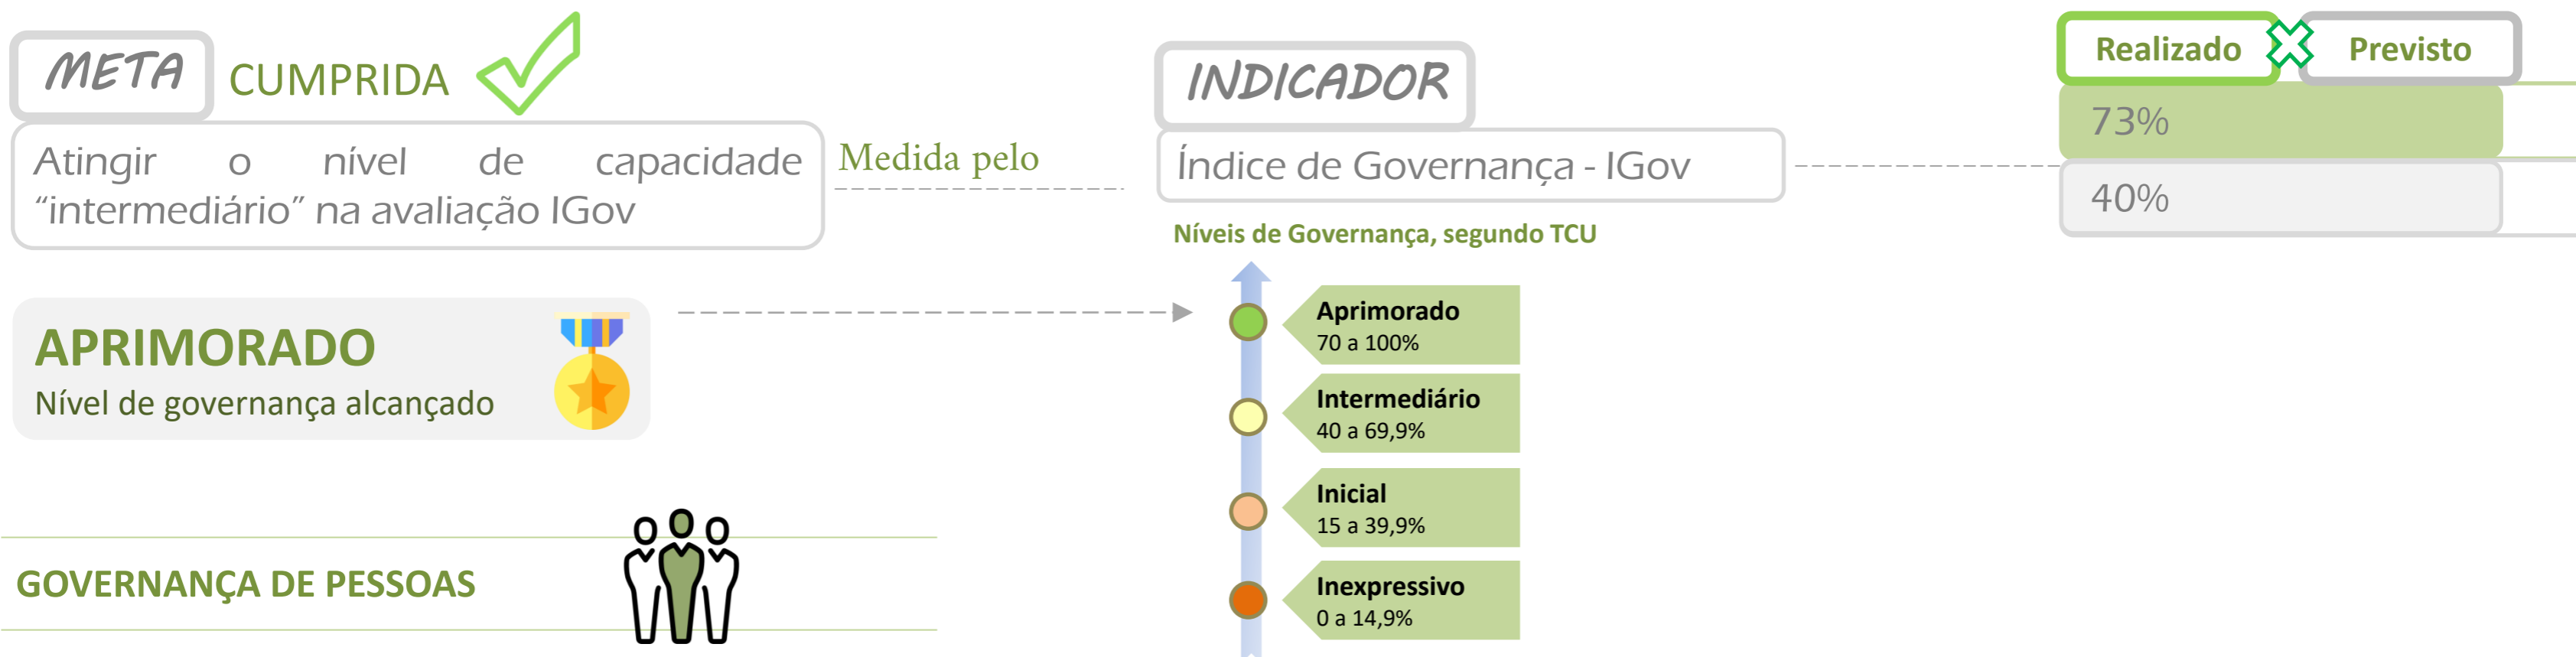 META CUMPRIDA
Atingir o nível de capacidade
“intermediário” na avaliação IGov
Medida pelo
INDICADOR
Índice de Governança - IGov
Realizado Previsto
73%
40%
Níveis de Governança, segundo TCU
APRIMORADO
Nível de governança alcançado
Aprimorado
70 a 100%
Intermediário
40 a 69,9%
Inicial
15 a 39,9%
Inexpressivo
0 a 14,9%
GOVERNANÇA DE PESSOAS